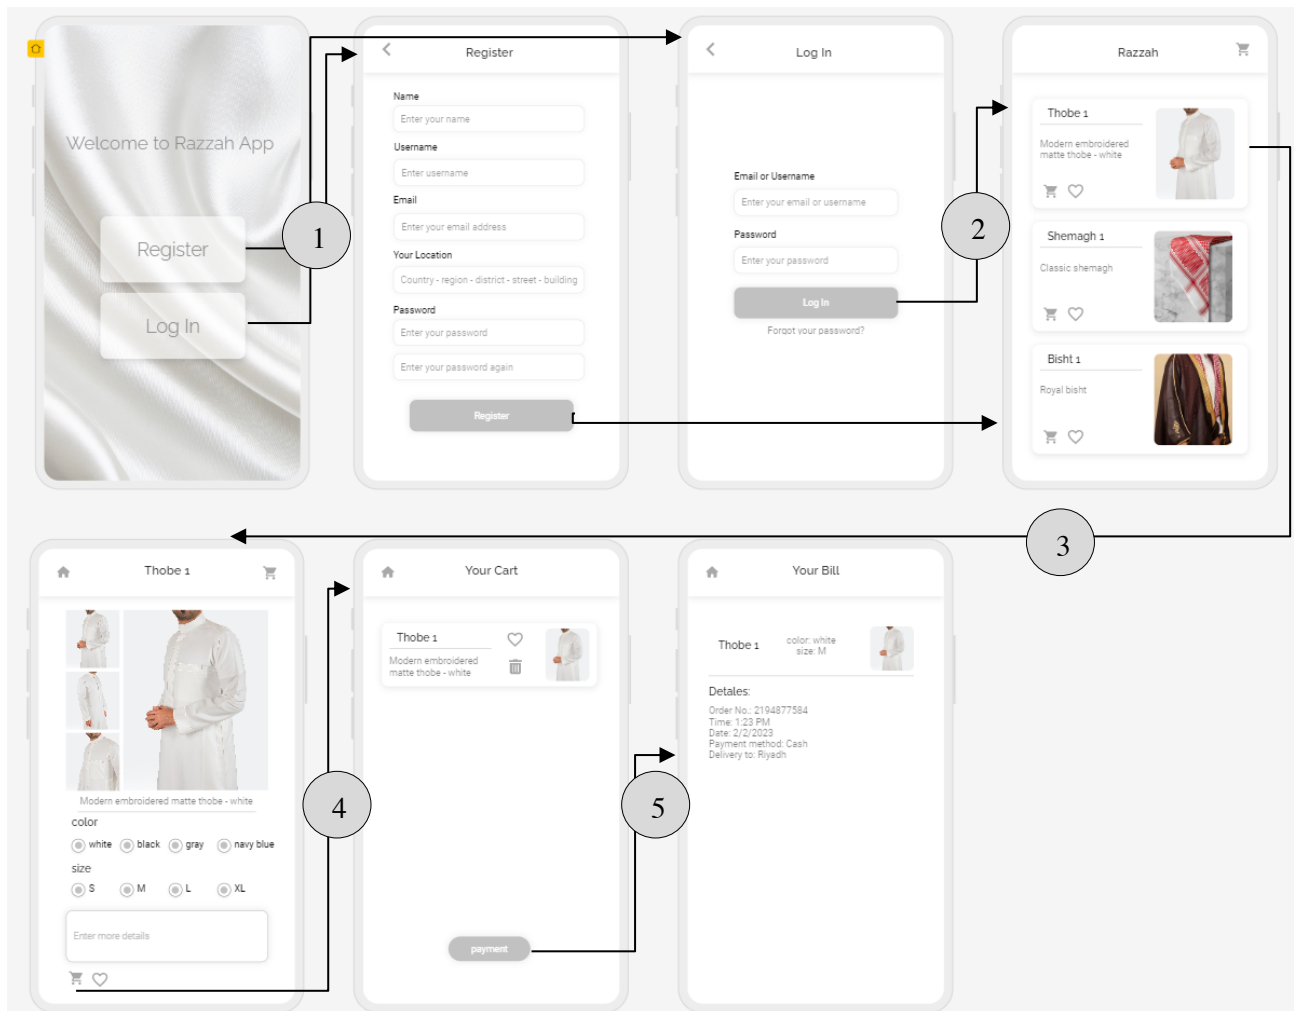 Welcome to Razzah App
Register
Log In
1
Register
Name
Enter your name
Username
Enter username
Email
Enter your email address
Your Location
Country - region - district - street - building
Password
Enter your password
Enter your password again
Register
Log In
Email or Username
Enter your email or username
Password
Enter your password
Log In
Forgot your password?
2
Razzah
Thobe 1
Modern embroidered
matte thobe - white
Shemagh 1
Classic shemagh
Bisht 1
Royal bisht
3
Thobe 1
Modern embroidered matte thobe - white
color
white black gray navy blue
size
S M L XL
Enter more details
4
Your Cart
Thobe 1
Modern embroidered
matte thobe - white
payment
5
Your Bill
Thobe 1
color: white
size: M
Detales:
Order No.: 2194877584
Time: 1:23 PM
Date: 2/2/2023
Payment method: Cash
Delivery to: Riyadh